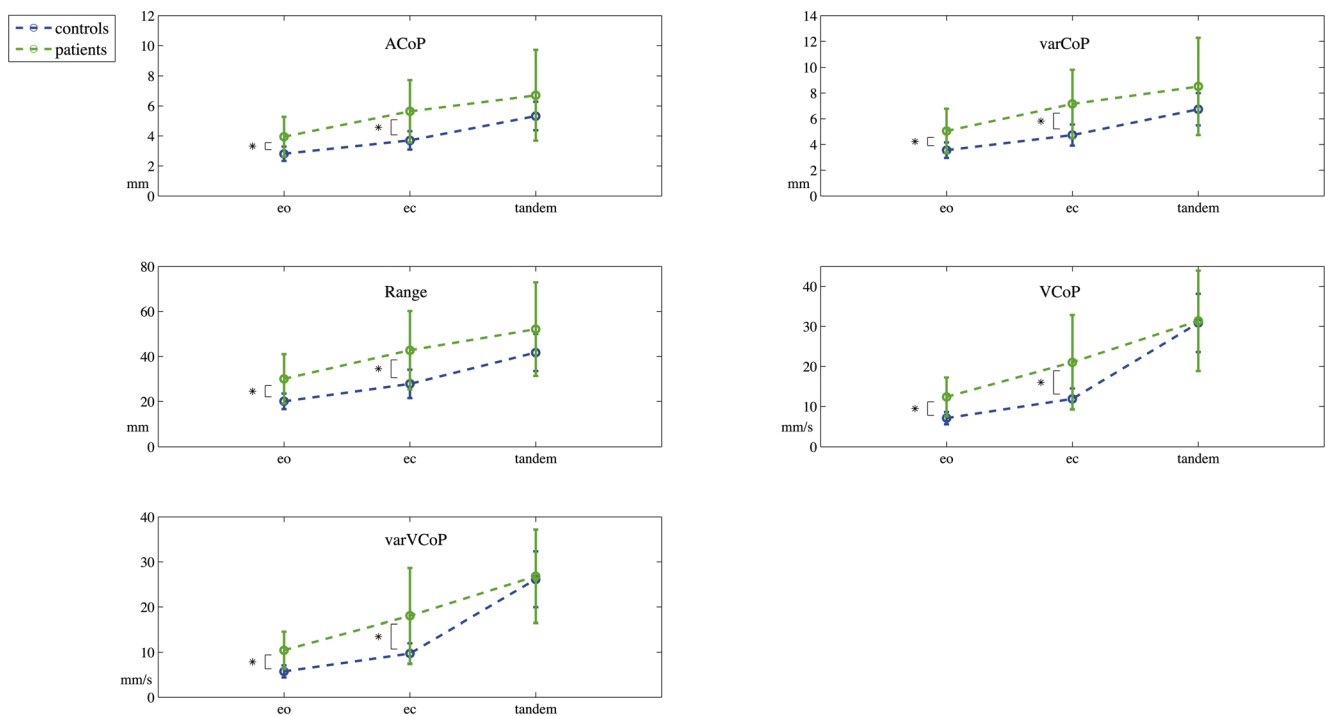 controls
patients
ACoP
12
10
8
6
4
2
0
mm
*
*
eo
ec
tandem
varCoP
14
12
10
8
6
4
2
0
mm
*
*
eo
ec
tandem
Range
80
60
40
20
0
mm
*
*
eo
ec
tandem
VCoP
40
30
20
10
0
mm/s
*
*
eo
ec
tandem
varVCoP
40
30
20
10
0
mm/s
*
*
eo
ec
tandem